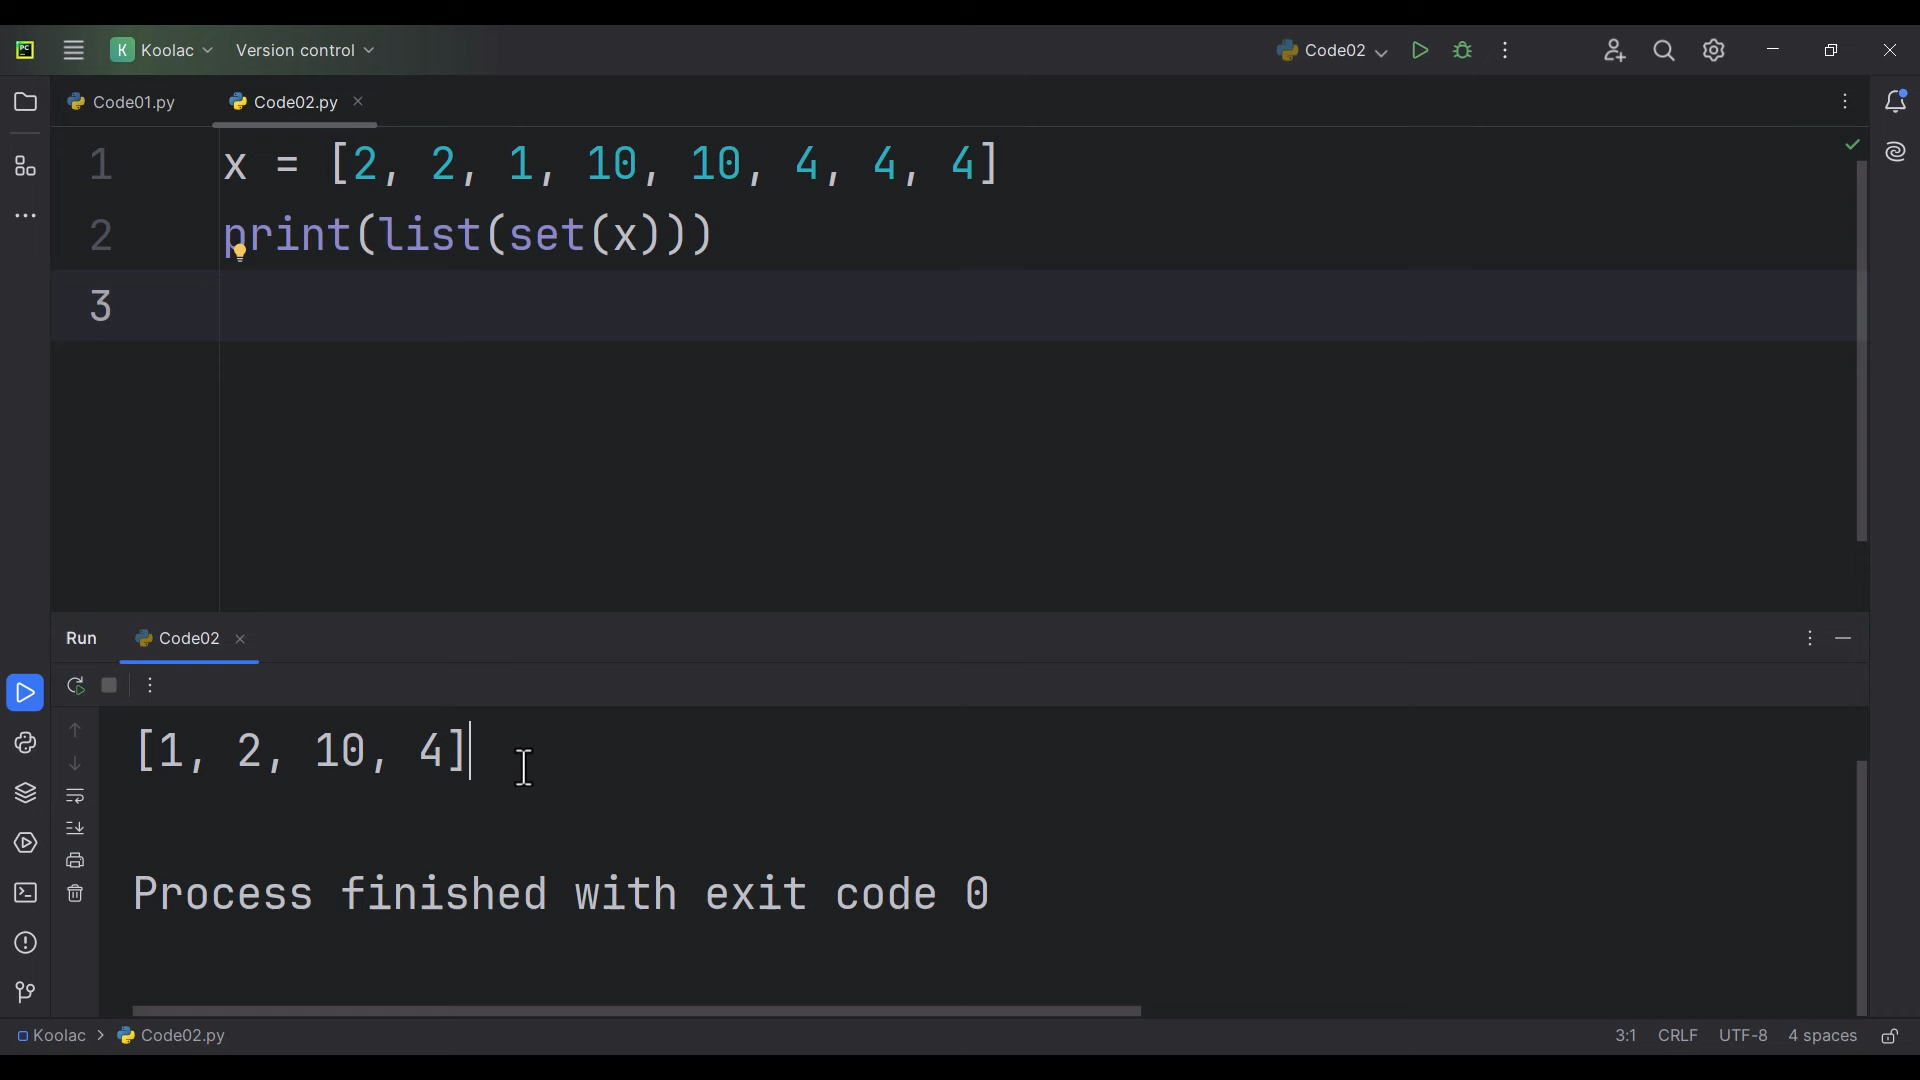 PC
K Koolac Version control Code02
Code01.py Code02.py
1 x = [2, 2, 1, 10, 10, 4, 4, 4]
2 print(list(set(x)))
3
Run Code02
[1, 2, 10, 4]
Process finished with exit code 0
Koolac > Code02.py 3:1 CRLF UTF-8 4 spaces